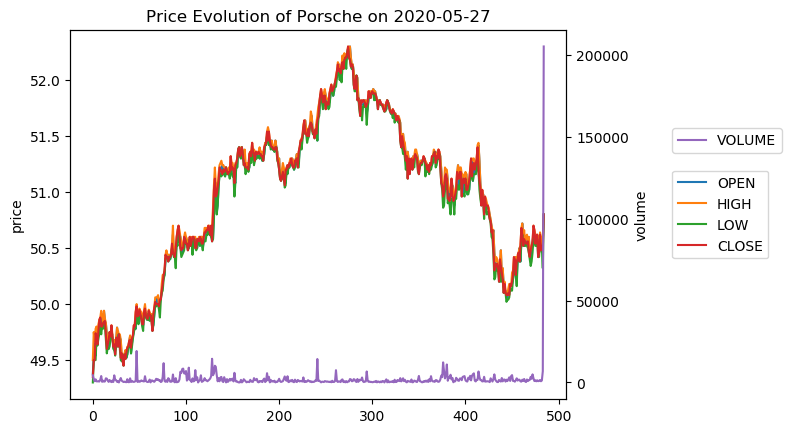 Price Evolution of Porsche on 2020-05-27
52.0
51.5
51.0
50.5
50.0
49.5
price
0
100
200
300
400
500
200000
150000
100000
50000
0
volume
VOLUME
OPEN
HIGH
LOW
CLOSE